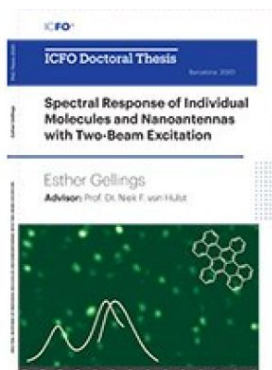 ICFO
ICFO Doctoral Thesis
Barcelona 2020
Spectral Response of Individual
Molecules and Nanoantennas
with Two-Beam Excitation
Esther Gellings
Advisor: Prof. Dr. Niek F. van Hulst